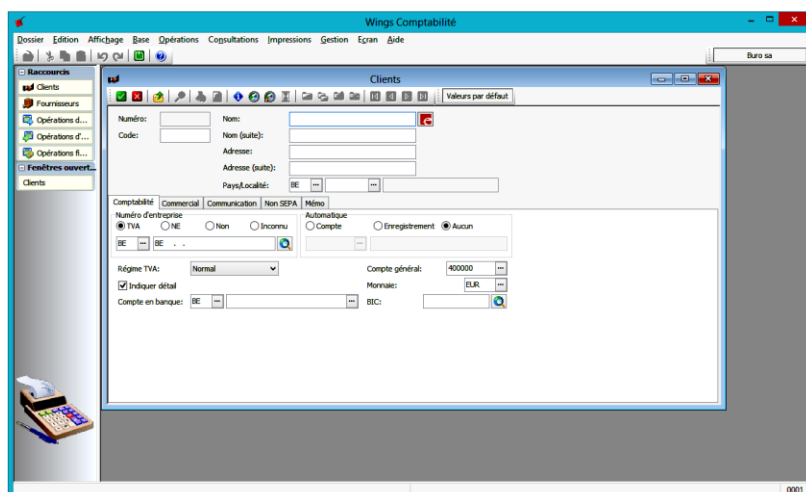 Wings Comptabilité
Dossier Edition Affichage Base Opérations Consultations Impressions Gestion Ecran Aide
Buro sa
Raccourcis
Clients
Fournisseurs
Opérations d...
Opérations d'...
Opérations fi...
Fenêtres ouvert...
Clients
Clients
Valeurs par défaut
Numéro: Nom:
Code: Nom (suite):
Adresse:
Adresse (suite):
Pays/Localité: BE ... ...
Comptabilité Commercial Communication Non SEPA Mémo
Numéro d'entreprise Automatique
TVA NE Non Inconnu Compte Enregistrement Aucun
BE ... BE . . ...
Régime TVA: Normal Compte général: 400000 ...
Indiquer détail Monnaie: EUR ...
Compte en banque: BE ... ... BIC:
0001